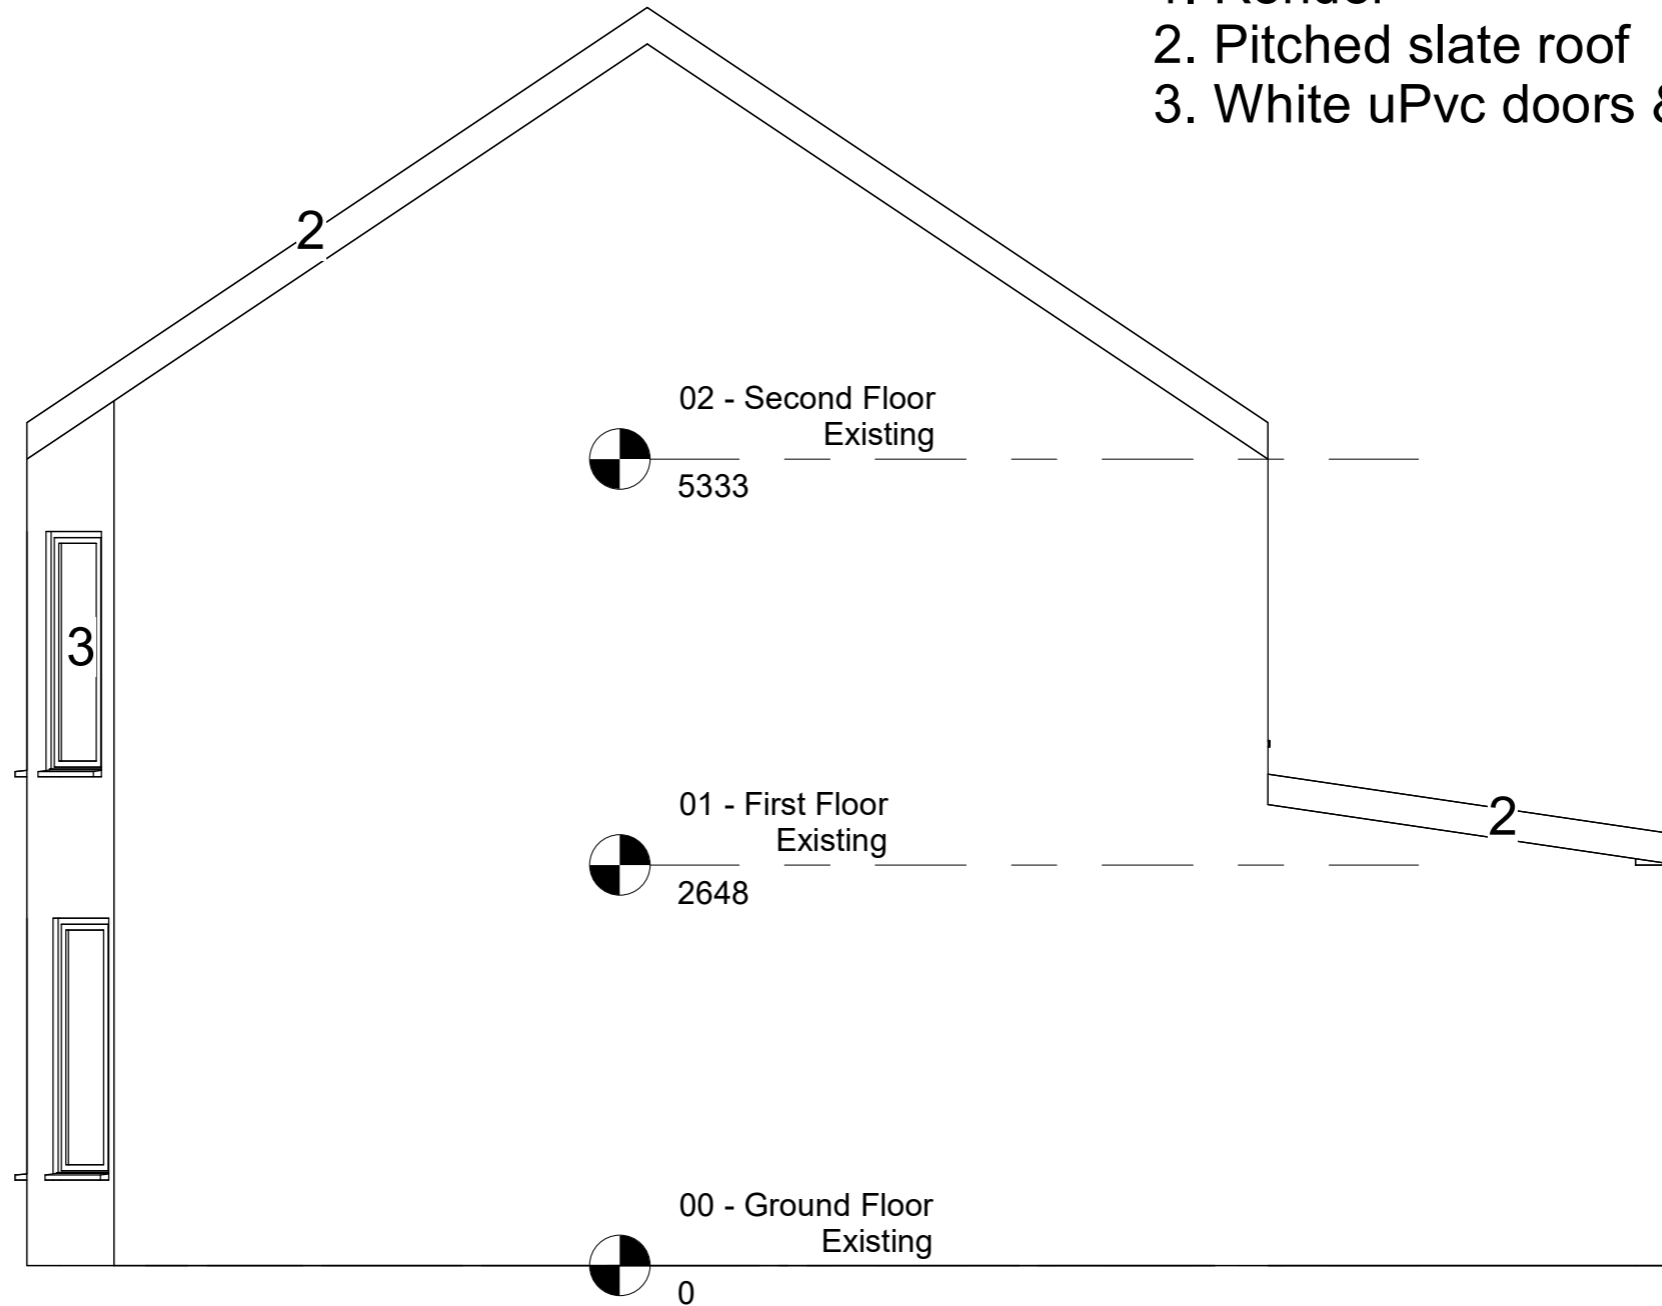 2. Pitched slate roof
3. White uPvc doors &
2
02 - Second Floor
Existing
5333
3
01 - First Floor
Existing
2648
2
00 - Ground Floor
Existing
0